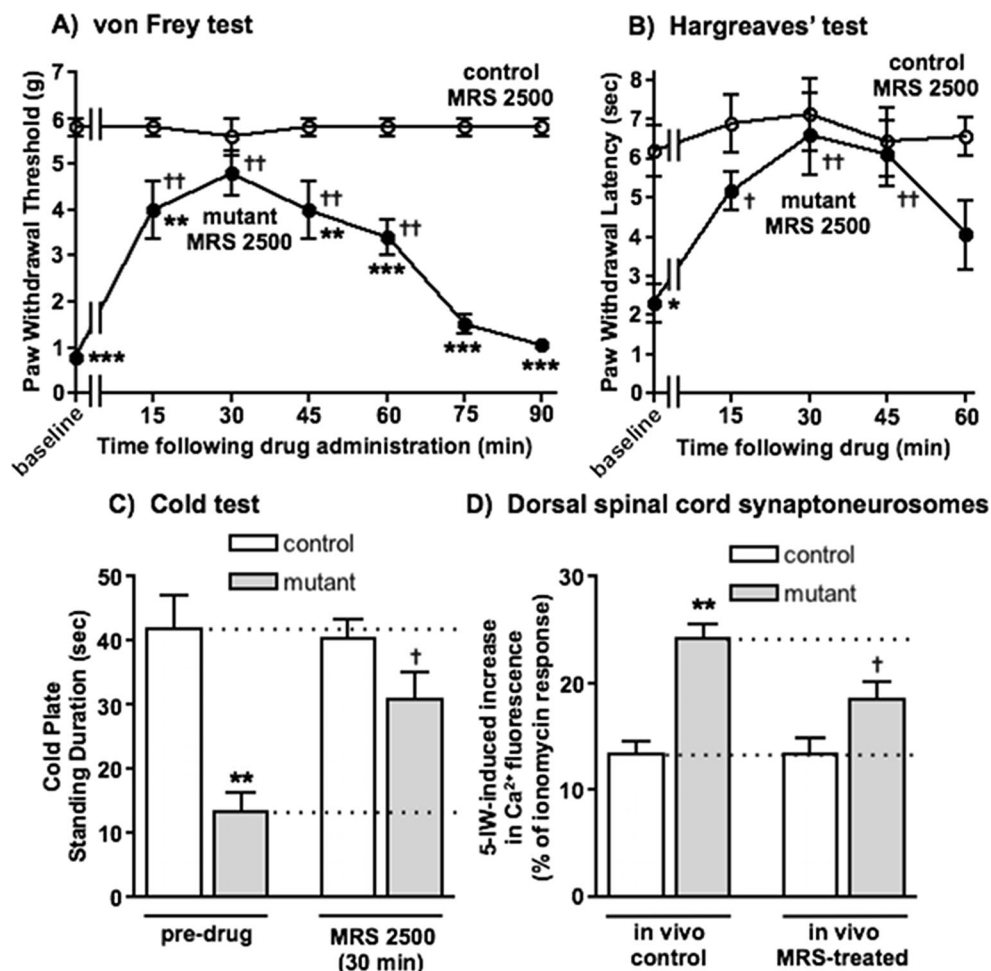 A) von Frey test
Paw Withdrawal Threshold (g)
7
6
5
4
3
2
1
0
control
MRS 2500
††
**
††
mutant
MRS 2500
††
**
††
***
***
***
***
baseline
15
30
45
60
75
90
Time following drug administration (min)
B) Hargreaves' test
Paw Withdrawal Latency (sec)
8
7
6
5
4
3
2
1
0
control
MRS 2500
†
††
mutant
MRS 2500
††
*
baseline
15
30
45
60
Time following drug (min)
C) Cold test
control
mutant
Cold Plate
Standing Duration (sec)
50
40
30
20
10
0
**
†
pre-drug
MRS 2500
(30 min)
D) Dorsal spinal cord synaptoneurosomes
control
mutant
5-IW-induced increase
in Ca²⁺ fluorescence
(% of ionomycin response)
30
20
10
0
**
†
in vivo
control
in vivo
MRS-treated